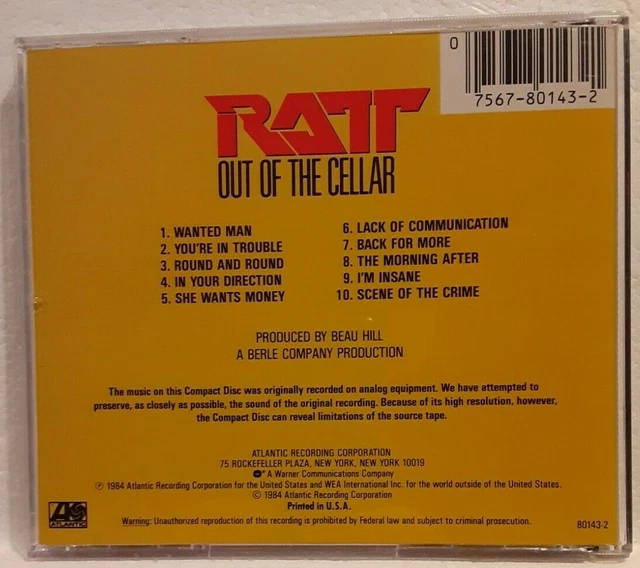 0
7567-80143-2
RATT
OUT OF THE CELLAR
1. WANTED MAN
2. YOU'RE IN TROUBLE
3. ROUND AND ROUND
4. IN YOUR DIRECTION
5. SHE WANTS MONEY
6. LACK OF COMMUNICATION
7. BACK FOR MORE
8. THE MORNING AFTER
9. I'M INSANE
10. SCENE OF THE CRIME
PRODUCED BY BEAU HILL
A BERLE COMPANY PRODUCTION
The music on this Compact Disc was originally recorded on analog equipment. We have attempted to
preserve, as closely as possible, the sound of the original recording. Because of its high resolution, however,
the Compact Disc can reveal limitations of the source tape.
ATLANTIC RECORDING CORPORATION
75 ROCKEFELLER PLAZA, NEW YORK, NEW YORK 10019
A Warner Communications Company
℗ 1984 Atlantic Recording Corporation for the United States and WEA International Inc. for the world outside of the United States.
© 1984 Atlantic Recording Corporation
Printed in U.S.A.
ATLANTIC
Warning: Unauthorized reproduction of this recording is prohibited by Federal law and subject to criminal prosecution.
80143-2